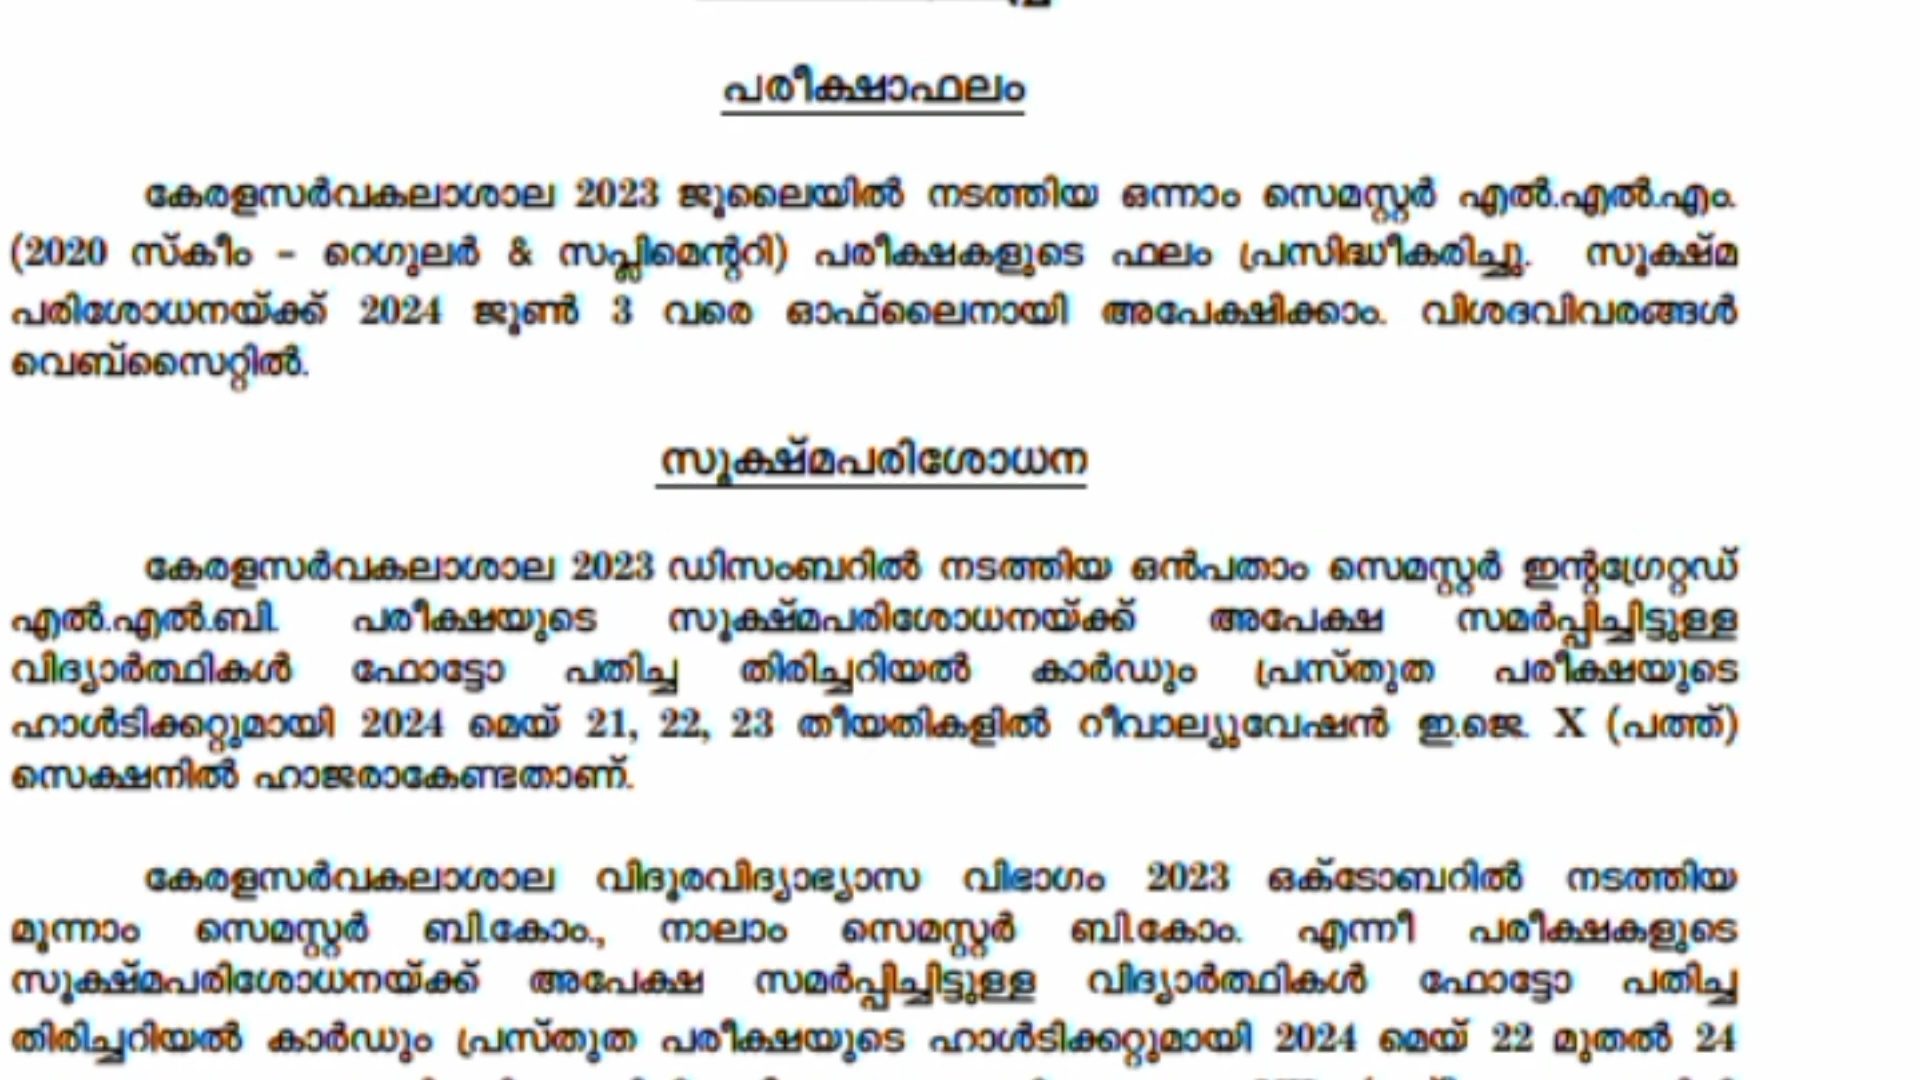 പരീക്ഷാഫലം
കേരളസർവകലാശാല 2023 ജൂലൈയിൽ നടത്തിയ ഒന്നാം സെമസ്റ്റർ എൽ.എൽ.എം.
(2020 സ്കീം – റെഗുലർ & സപ്ലിമെന്ററി) പരീക്ഷകളുടെ ഫലം പ്രസിദ്ധീകരിച്ചു. സൂക്ഷ്മ
പരിശോധനയ്ക്ക് 2024 ജൂൺ 3 വരെ ഓഫ്‌ലൈനായി അപേക്ഷിക്കാം. വിശദവിവരങ്ങൾ
വെബ്സൈറ്റിൽ.
സൂക്ഷ്മപരിശോധന
കേരളസർവകലാശാല 2023 ഡിസംബറിൽ നടത്തിയ ഒൻപതാം സെമസ്റ്റർ ഇന്റഗ്രേറ്റഡ്
എൽ.എൽ.ബി. പരീക്ഷയുടെ സൂക്ഷ്മപരിശോധനയ്ക്ക് അപേക്ഷ സമർപ്പിച്ചിട്ടുള്ള
വിദ്യാർത്ഥികൾ ഫോട്ടോ പതിച്ച തിരിച്ചറിയൽ കാർഡും പ്രസ്തുത പരീക്ഷയുടെ
ഹാൾടിക്കറ്റുമായി 2024 മെയ് 21, 22, 23 തീയതികളിൽ റീവാല്യുവേഷൻ ഇ.ജെ. X (പത്ത്)
സെക്ഷനിൽ ഹാജരാകേണ്ടതാണ്.
കേരളസർവകലാശാല വിദൂരവിദ്യാഭ്യാസ വിഭാഗം 2023 ഒക്ടോബറിൽ നടത്തിയ
മൂന്നാം സെമസ്റ്റർ ബി.കോം., നാലാം സെമസ്റ്റർ ബി.കോം. എന്നീ പരീക്ഷകളുടെ
സൂക്ഷ്മപരിശോധനയ്ക്ക് അപേക്ഷ സമർപ്പിച്ചിട്ടുള്ള വിദ്യാർത്ഥികൾ ഫോട്ടോ പതിച്ച
തിരിച്ചറിയൽ കാർഡും പ്രസ്തുത പരീക്ഷയുടെ ഹാൾടിക്കറ്റുമായി 2024 മെയ് 22 മുതൽ 24